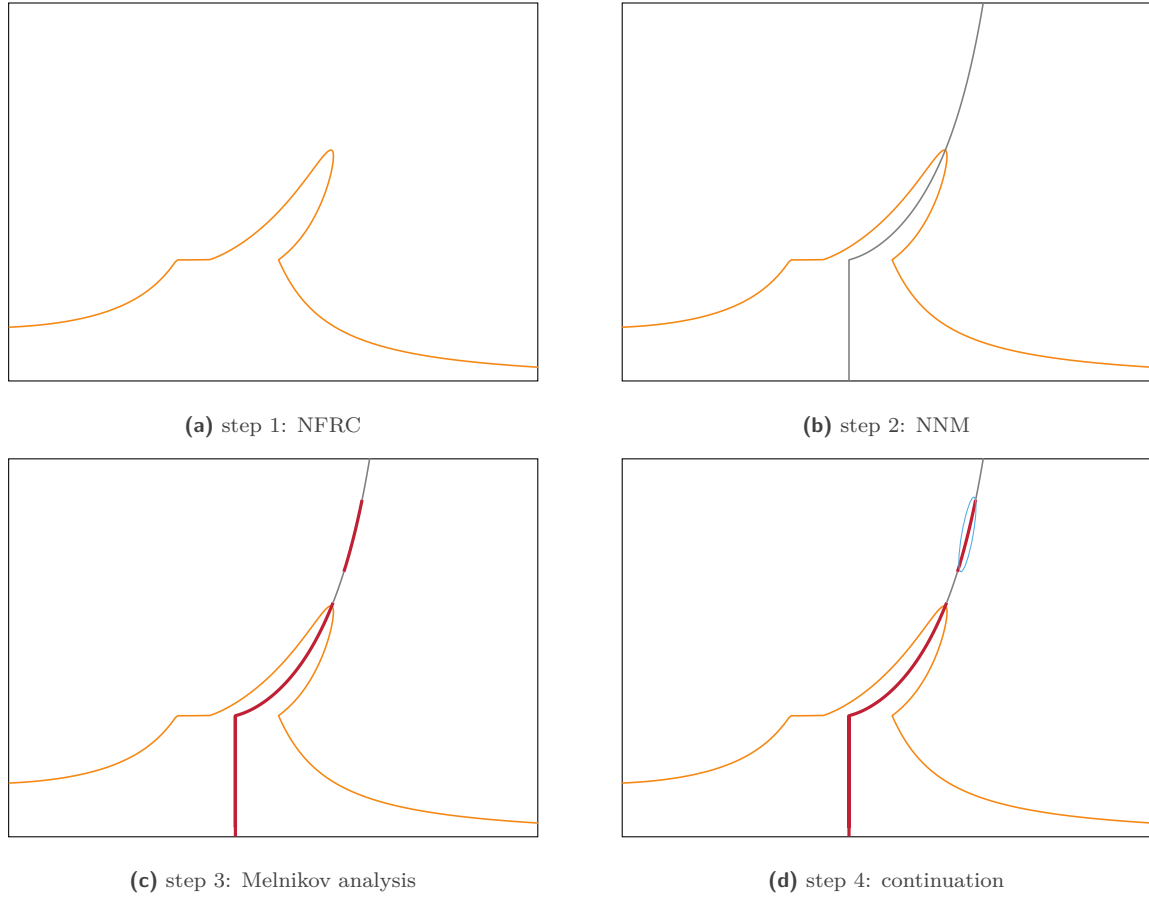 (a) step 1: NFRC
(b) step 2: NNM
(c) step 3: Melnikov analysis
(d) step 4: continuation